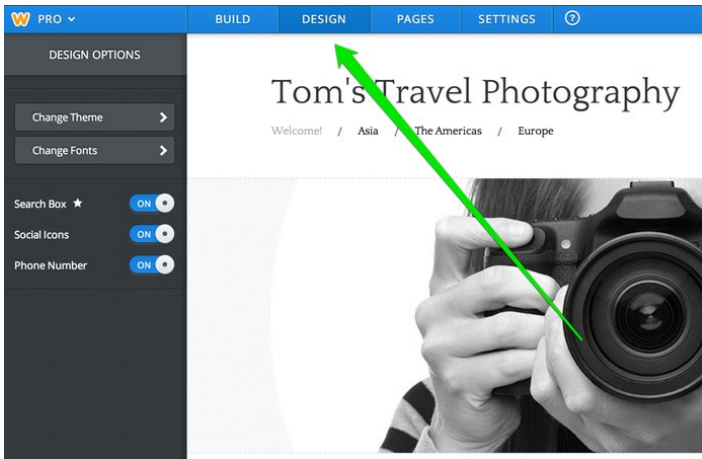 PRO BUILD DESIGN PAGES SETTINGS ?
DESIGN OPTIONS
Change Theme
Change Fonts
Search Box ON
Social Icons ON
Phone Number ON
Tom's Travel Photography
Welcome! / Asia / The Americas / Europe